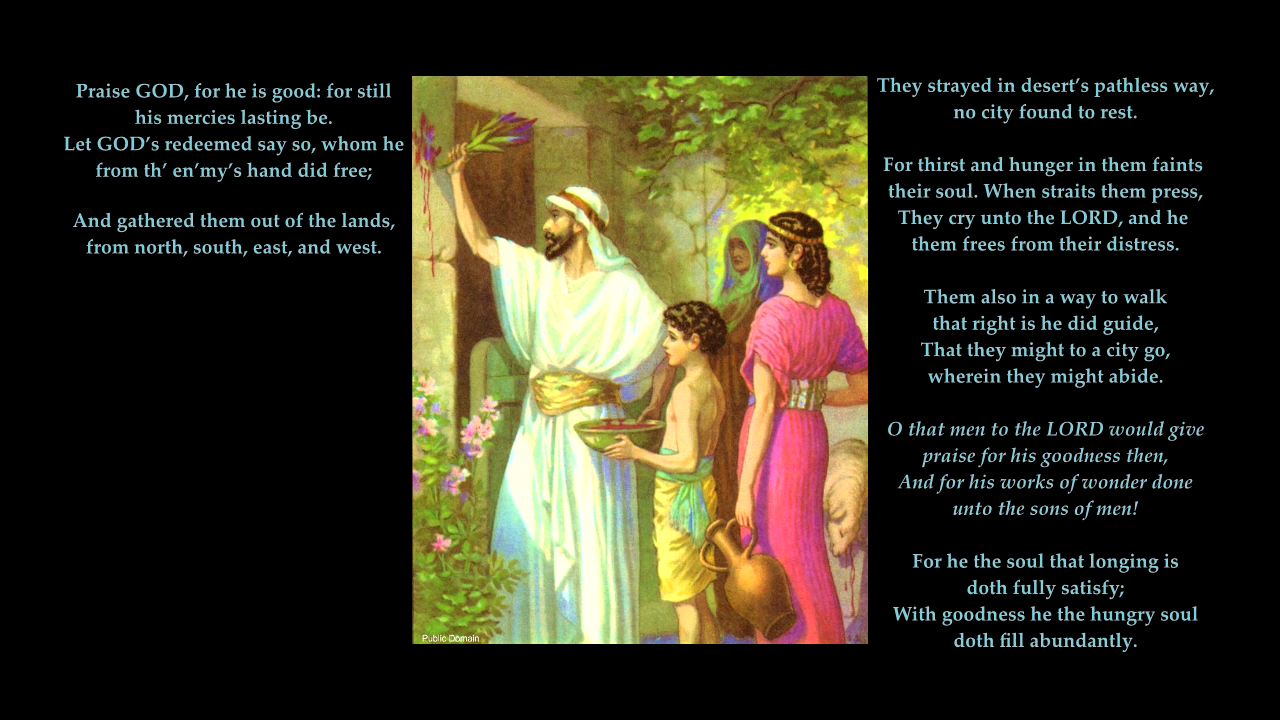 Praise GOD, for he is good: for still
his mercies lasting be.
Let GOD’s redeemed say so, whom he
from th’ en’my’s hand did free;
And gathered them out of the lands,
from north, south, east, and west.
They strayed in desert’s pathless way,
no city found to rest.
For thirst and hunger in them faints
their soul. When straits them press,
They cry unto the LORD, and he
them frees from their distress.
Them also in a way to walk
that right is he did guide,
That they might to a city go,
wherein they might abide.
O that men to the LORD would give
praise for his goodness then,
And for his works of wonder done
unto the sons of men!
For he the soul that longing is
doth fully satisfy;
With goodness he the hungry soul
doth fill abundantly.
Public Domain